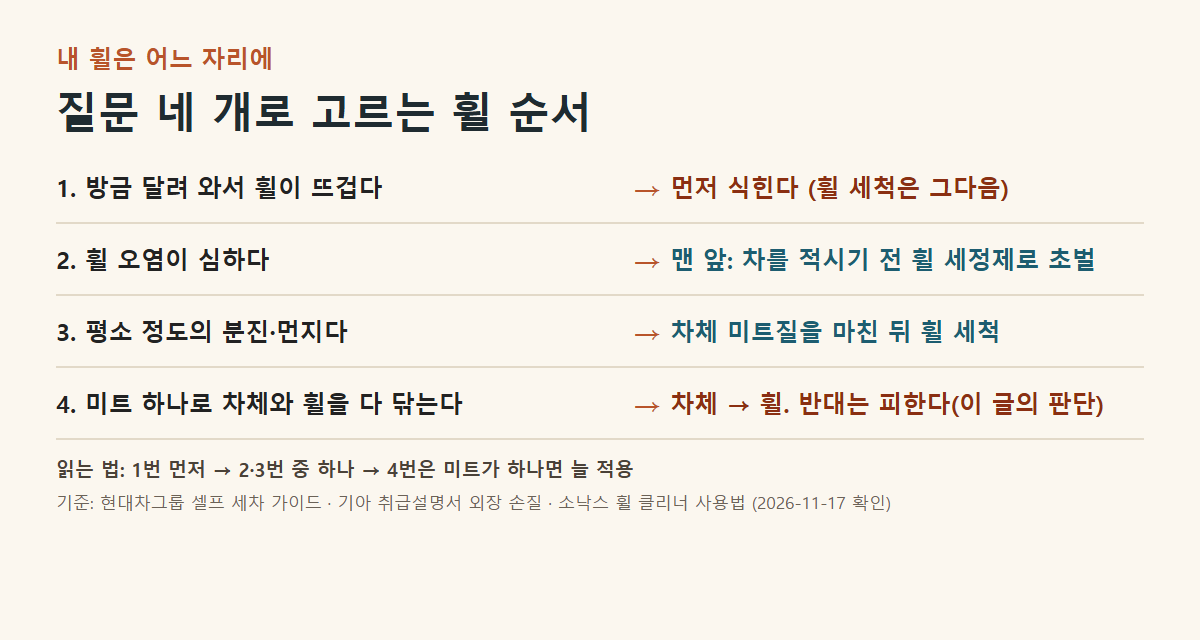 내 휠은 어느 자리에
질문 네 개로 고르는 휠 순서
1. 방금 달려 와서 휠이 뜨겁다 → 먼저 식힌다 (휠 세척은 그다음)
2. 휠 오염이 심하다 → 맨 앞: 차를 적시기 전 휠 세정제로 초벌
3. 평소 정도의 분진·먼지다 → 차체 미트질을 마친 뒤 휠 세척
4. 미트 하나로 차체와 휠을 다 닦는다 → 차체 → 휠. 반대는 피한다(이 글의 판단)
읽는 법: 1번 먼저 → 2·3번 중 하나 → 4번은 미트가 하나면 늘 적용
기준: 현대차그룹 셀프 세차 가이드 · 기아 취급설명서 외장 손질 · 소낙스 휠 클리너 사용법 (2026-11-17 확인)